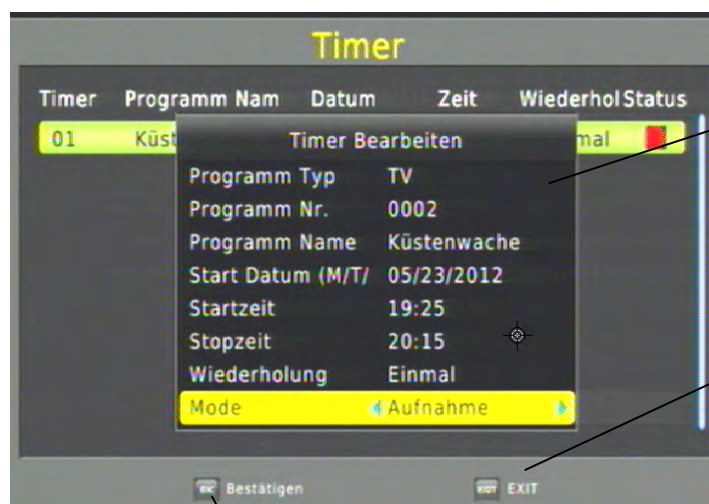 Timer
Timer Programm Nam Datum Zeit Wiederhol Status
01 Küst mal
Timer Bearbeiten
Programm Typ TV
Programm Nr. 0002
Programm Name Küstenwache
Start Datum (M/T/ 05/23/2012
Startzeit 19:25
Stopzeit 20:15
Wiederholung Einmal
Mode Aufnahme
Bestätigen EXIT EXIT